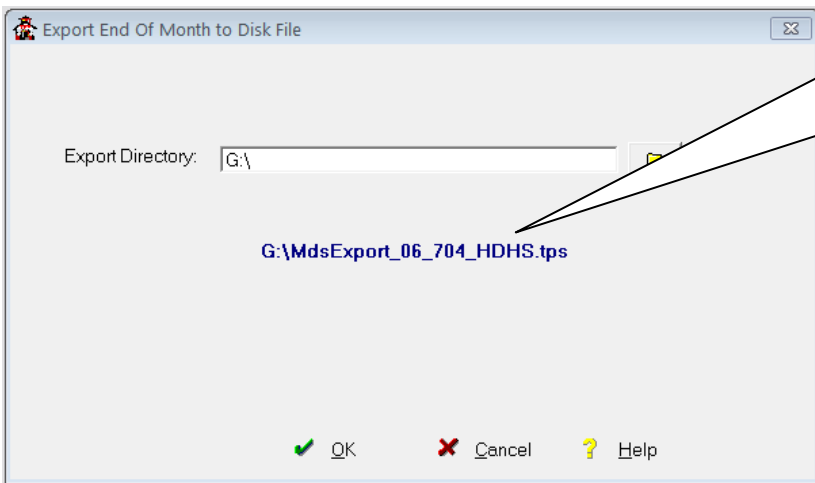 Export End Of Month to Disk File
Export Directory:
G:\
G:\MdsExport_06_704_HDHS.tps
OK
Cancel
Help